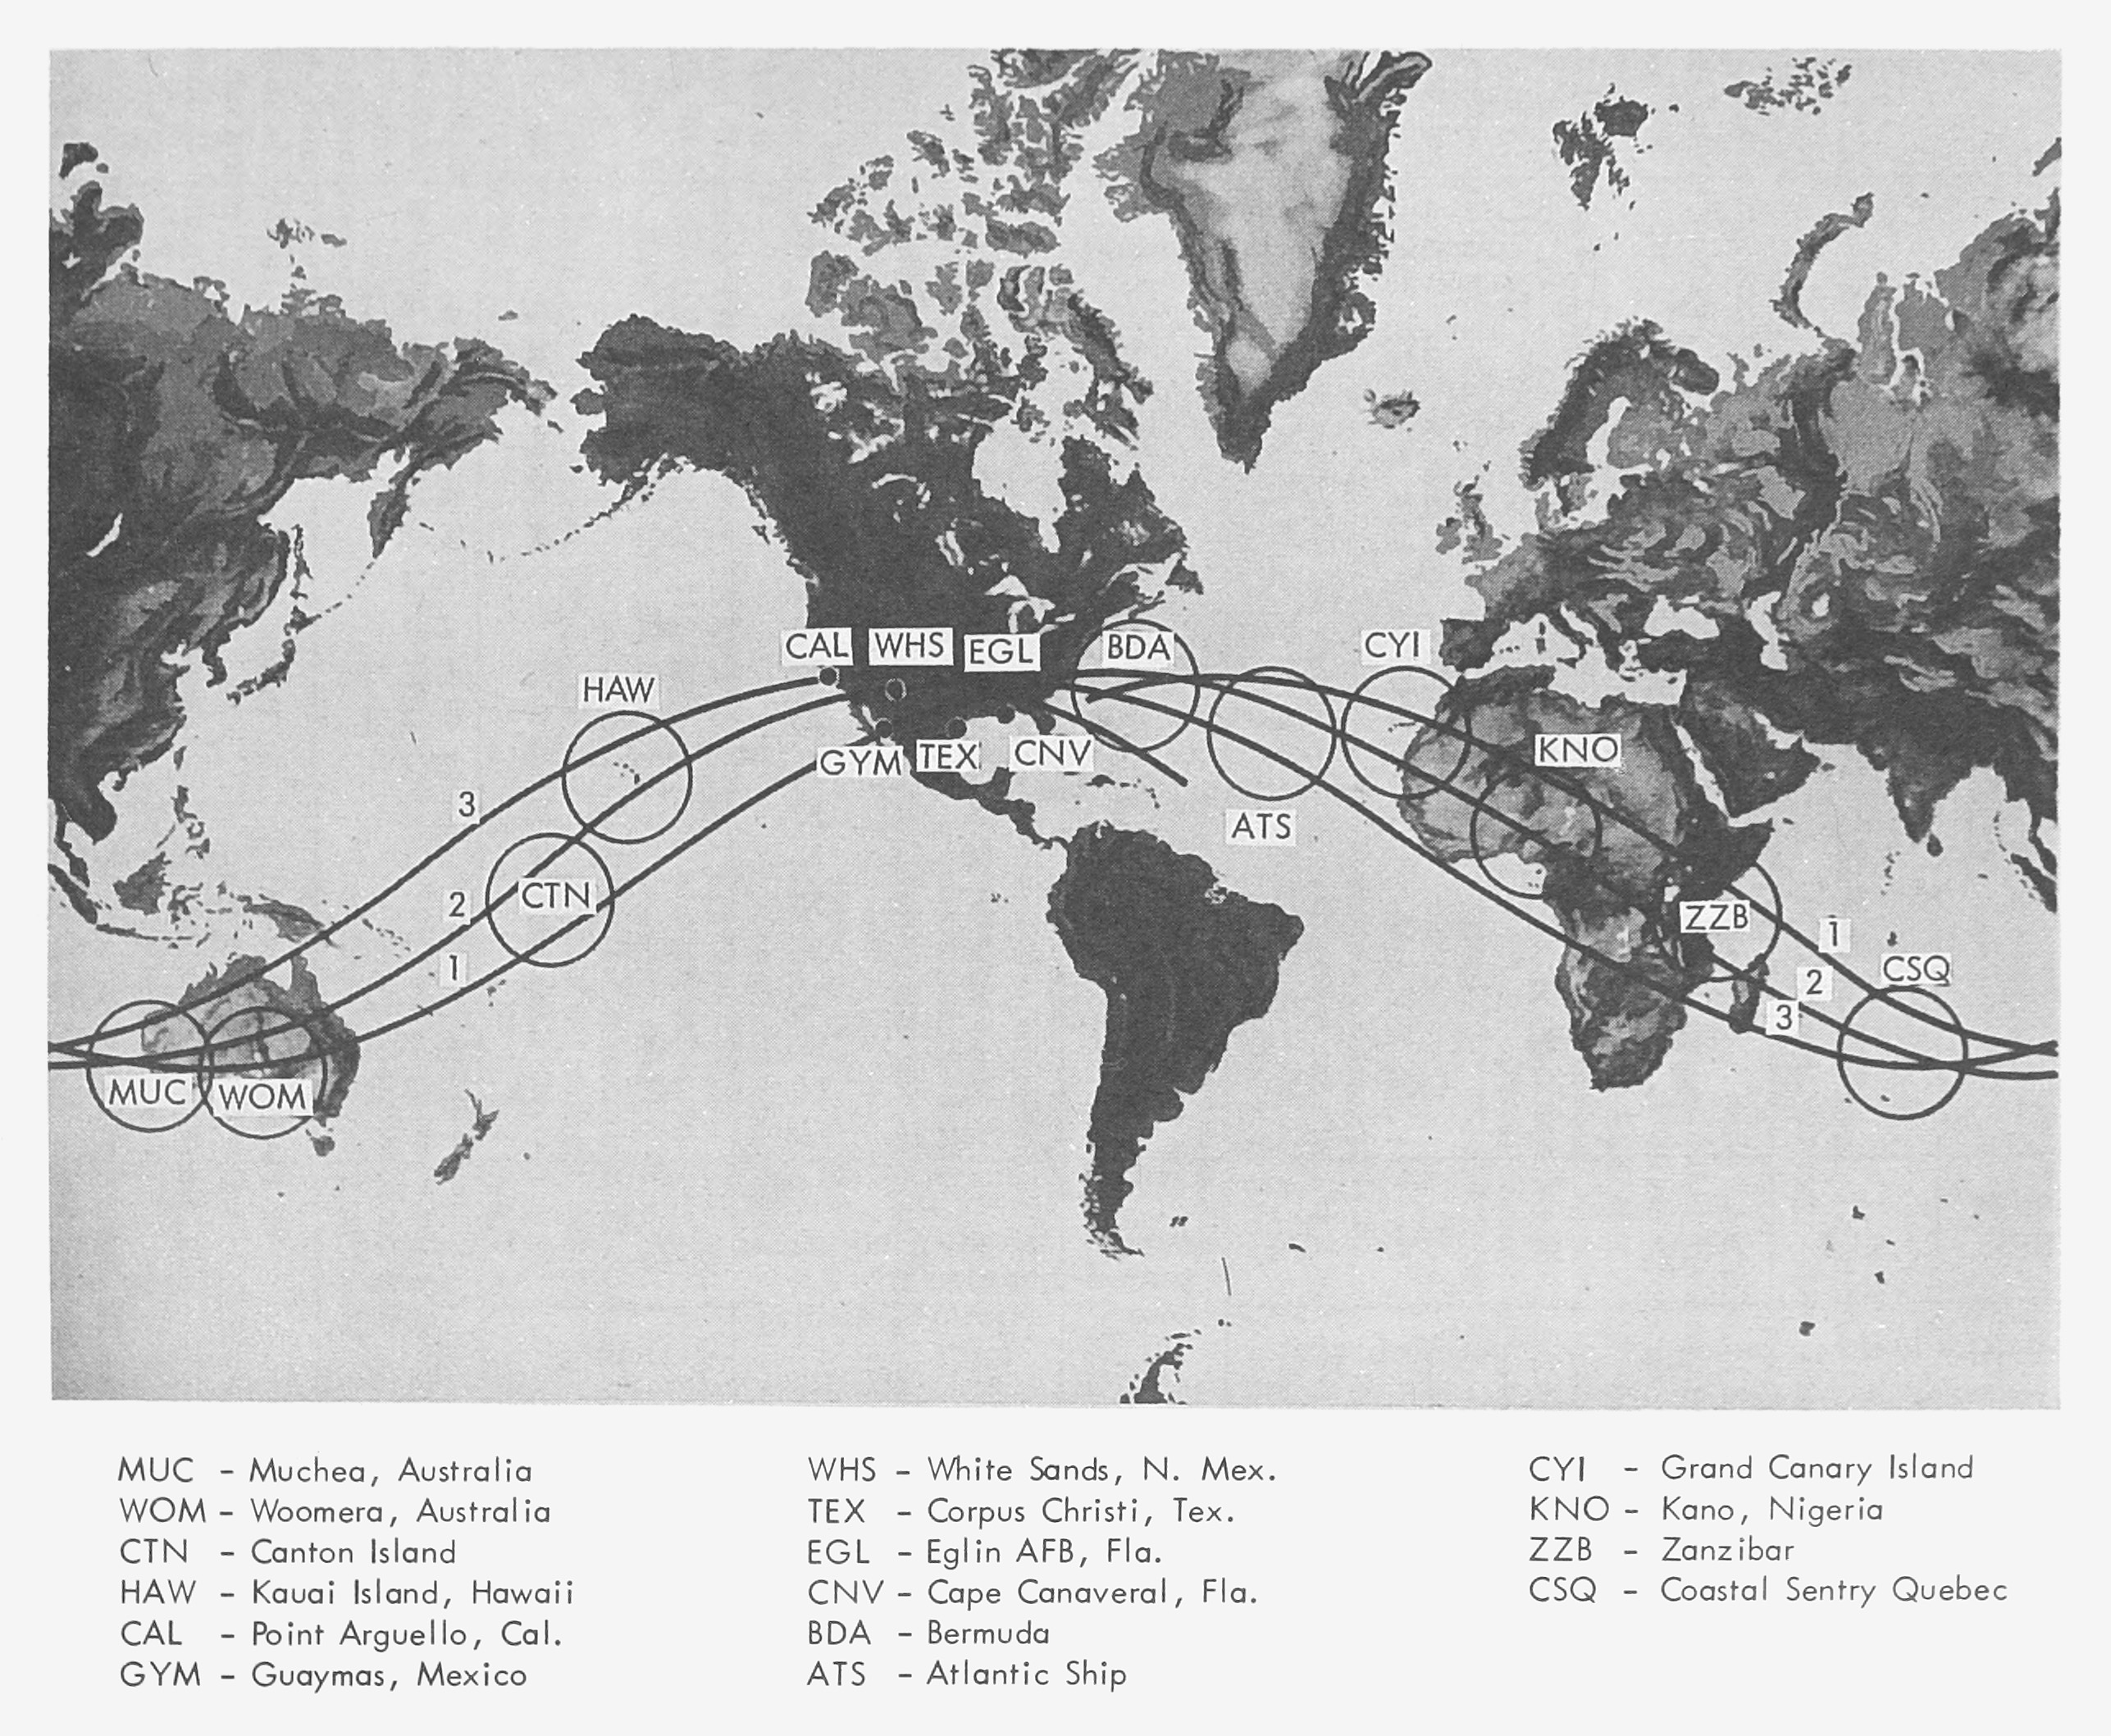 CAL WHS EGL BDA CYI
HAW
GYM TEX CNV KNO
3
ATS
2 CTN
ZZB 1
1 CSQ
2
3
MUC WOM
MUC - Muchea, Australia
WOM - Woomera, Australia
CTN - Canton Island
HAW - Kauai Island, Hawaii
CAL - Point Arguello, Cal.
GYM - Guaymas, Mexico
WHS - White Sands, N. Mex.
TEX - Corpus Christi, Tex.
EGL - Eglin AFB, Fla.
CNV - Cape Canaveral, Fla.
BDA - Bermuda
ATS - Atlantic Ship
CYI - Grand Canary Island
KNO - Kano, Nigeria
ZZB - Zanzibar
CSQ - Coastal Sentry Quebec